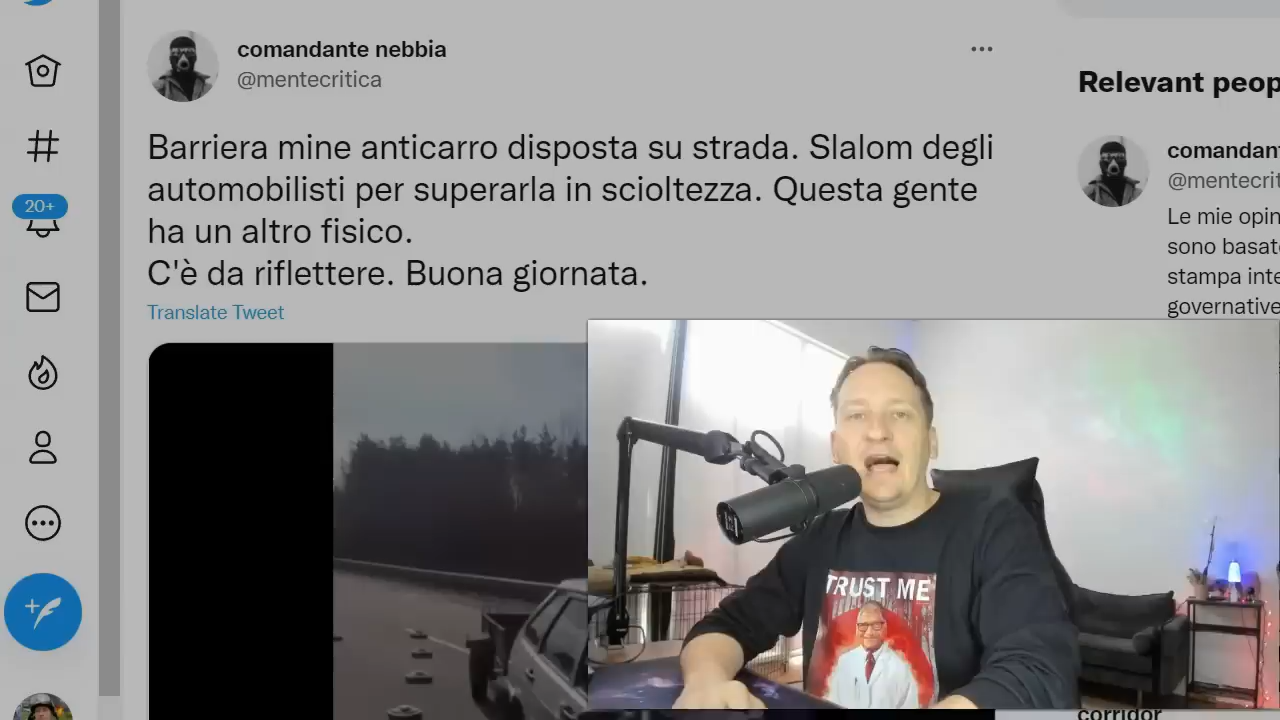 comandante nebbia
@mentecritica
Barriera mine anticarro disposta su strada. Slalom degli
automobilisti per superarla in scioltezza. Questa gente
ha un altro fisico.
C'è da riflettere. Buona giornata.
Translate Tweet
20+
Relevant peop
comandan
@mentecrit
Le mie opin
sono basat
stampa inte
governative
TRUST ME
corridor